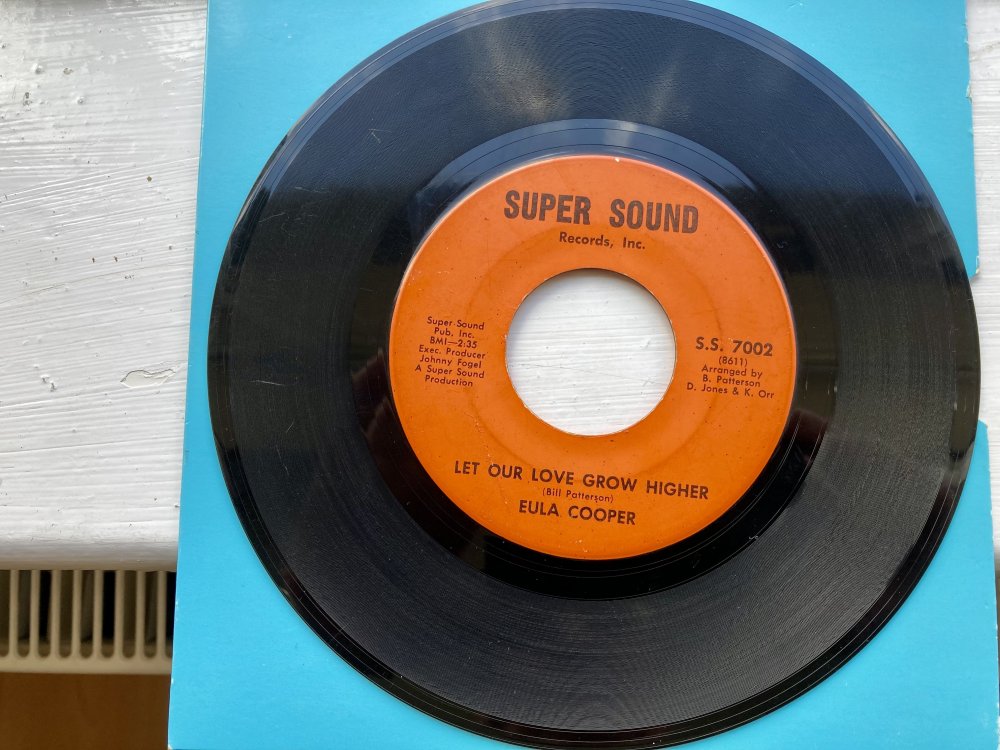 SUPER SOUND
Records, Inc.
Super Sound
Pub, Inc.
BMI—2:35
Exec. Producer
Johnny Fogel
A Super Sound
Production
S.S. 7002
(8611)
Arranged by
B. Patterson
D. Jones & K. Orr
LET OUR LOVE GROW HIGHER
(Bill Patterson)
EULA COOPER